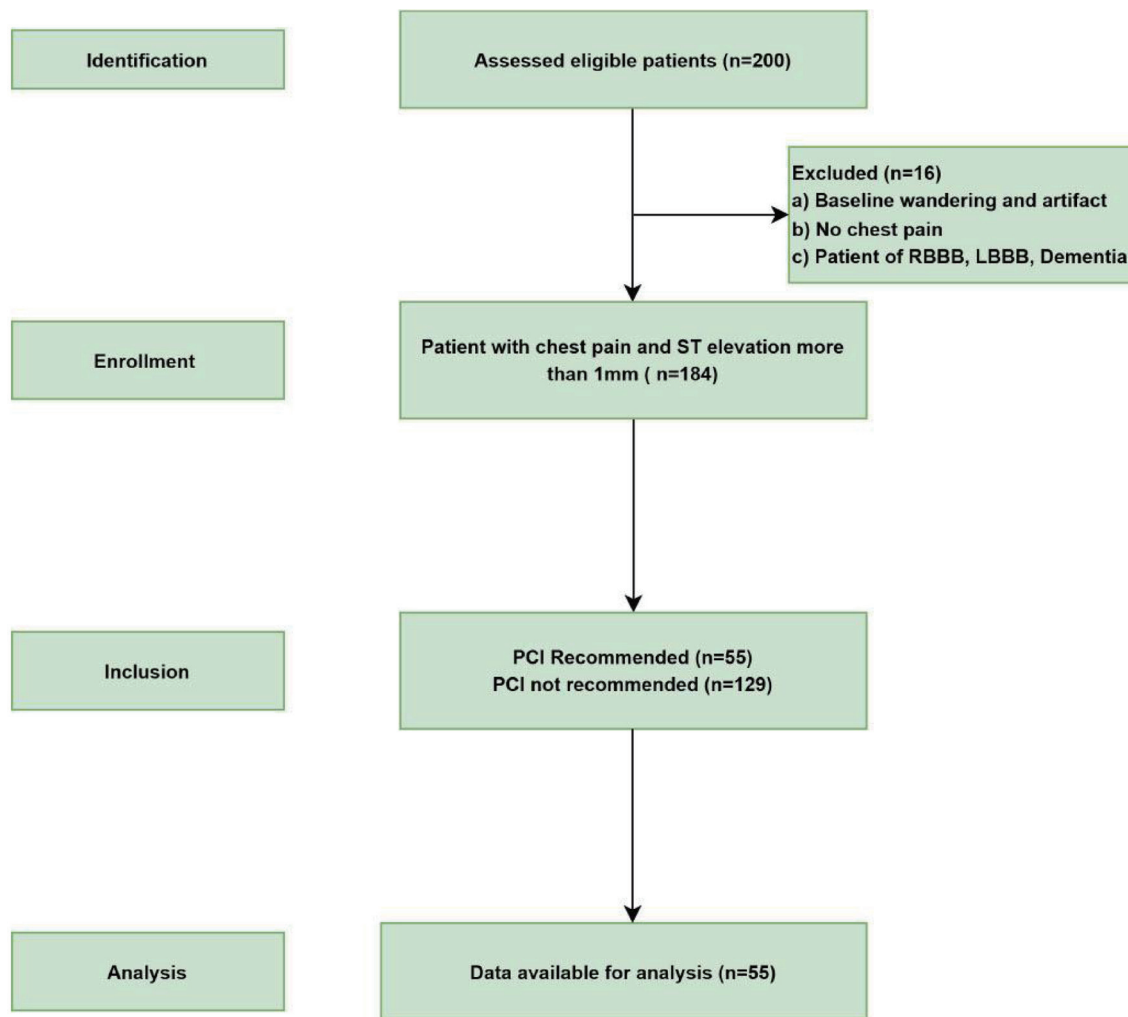 Identification
Assessed eligible patients (n=200)
Excluded (n=16)
a) Baseline wandering and artifact
b) No chest pain
c) Patient of RBBB, LBBB, Dementia
Enrollment
Patient with chest pain and ST elevation more
than 1mm ( n=184)
Inclusion
PCI Recommended (n=55)
PCI not recommended (n=129)
Analysis
Data available for analysis (n=55)